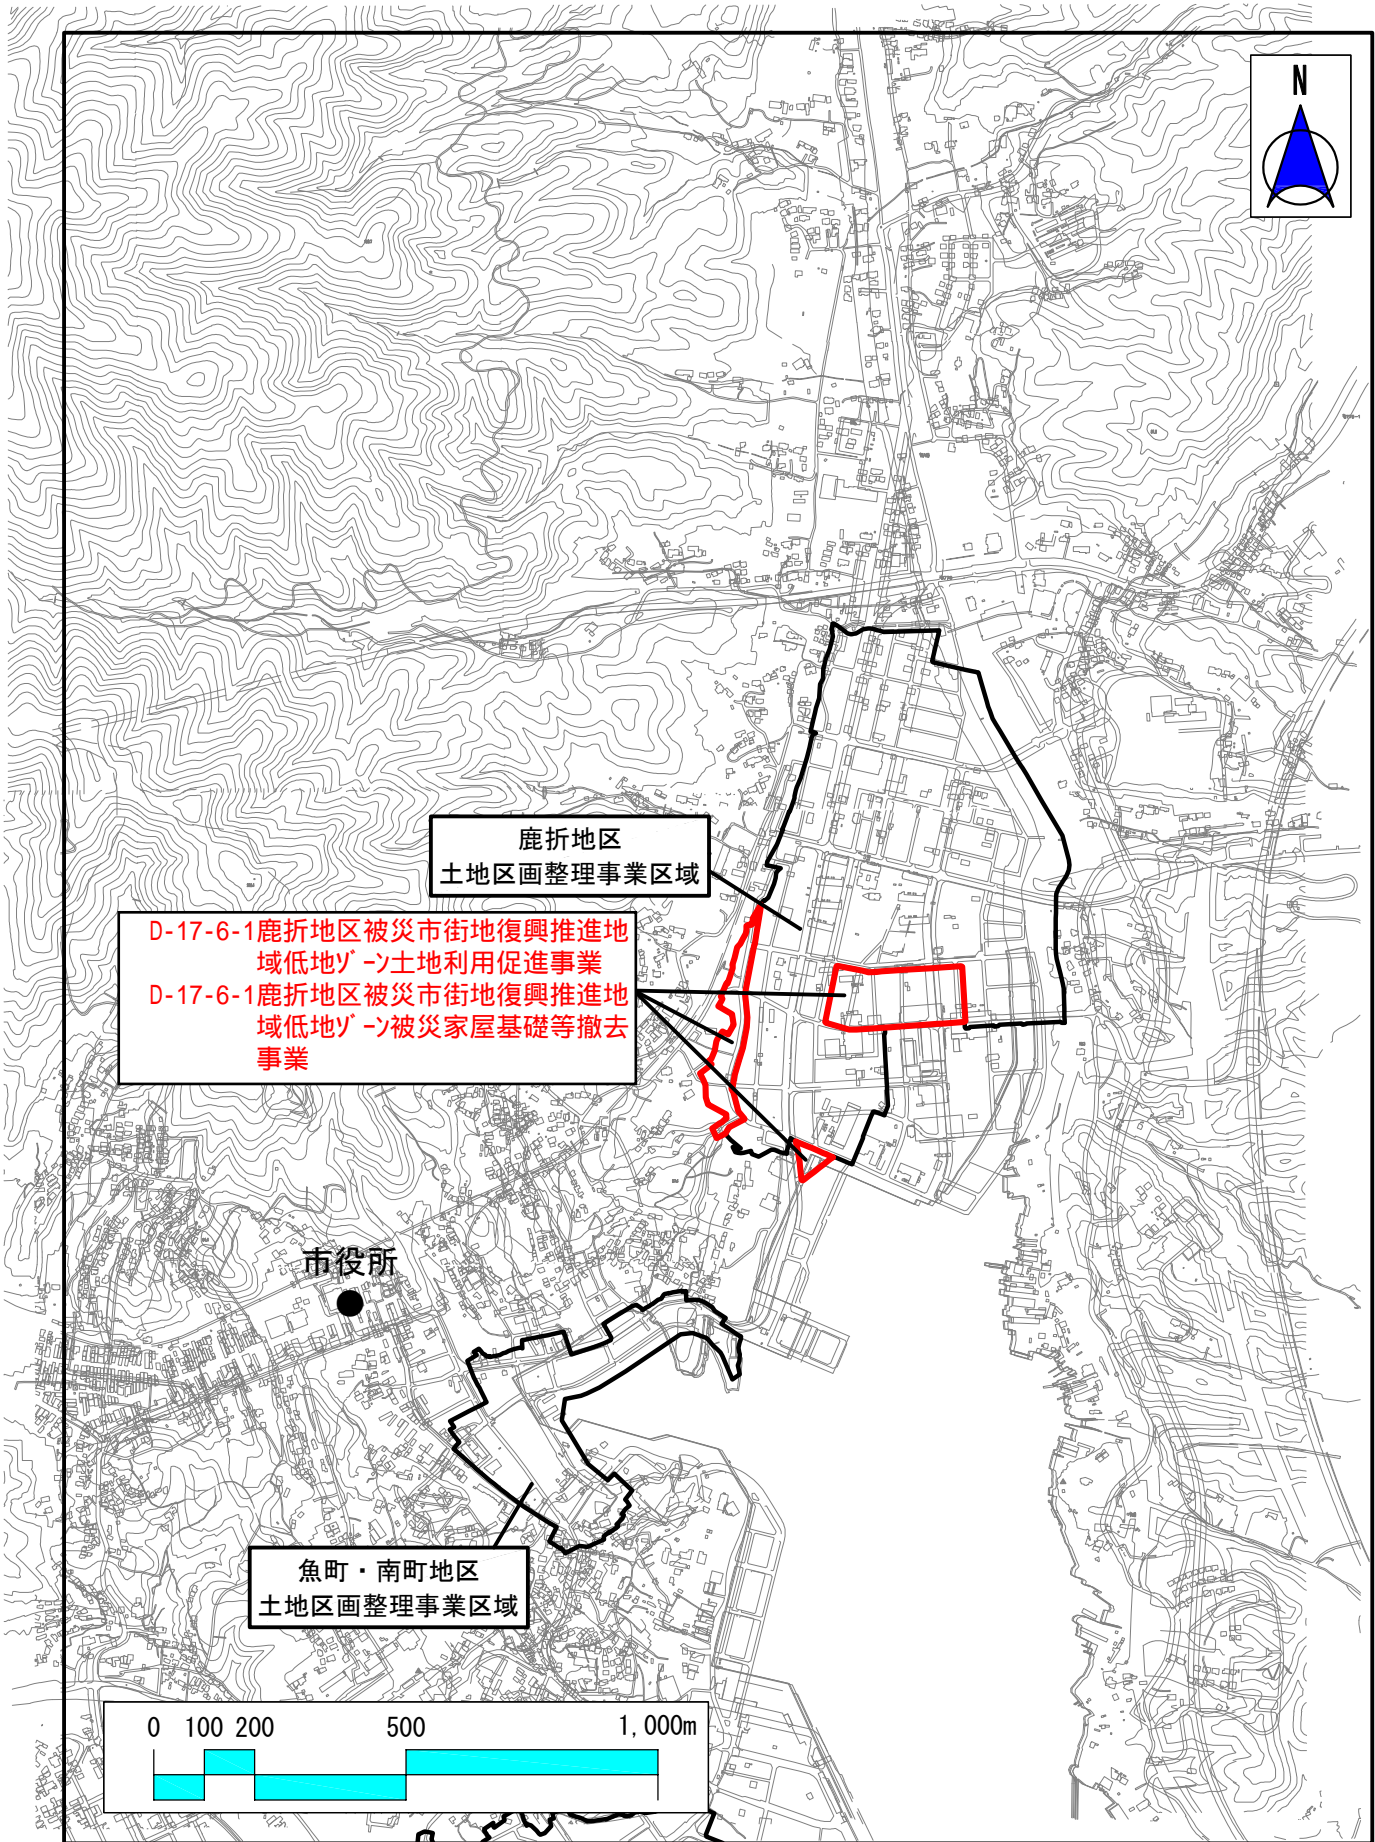 N
鹿折地区
土地区画整理事業区域
D-17-6-1鹿折地区被災市街地復興推進地
域低地ｿﾞｰﾝ土地利用促進事業
D-17-6-1鹿折地区被災市街地復興推進地
域低地ｿﾞｰﾝ被災家屋基礎等撤去
事業
市役所
魚町・南町地区
土地区画整理事業区域
0 100 200 500 1,000m